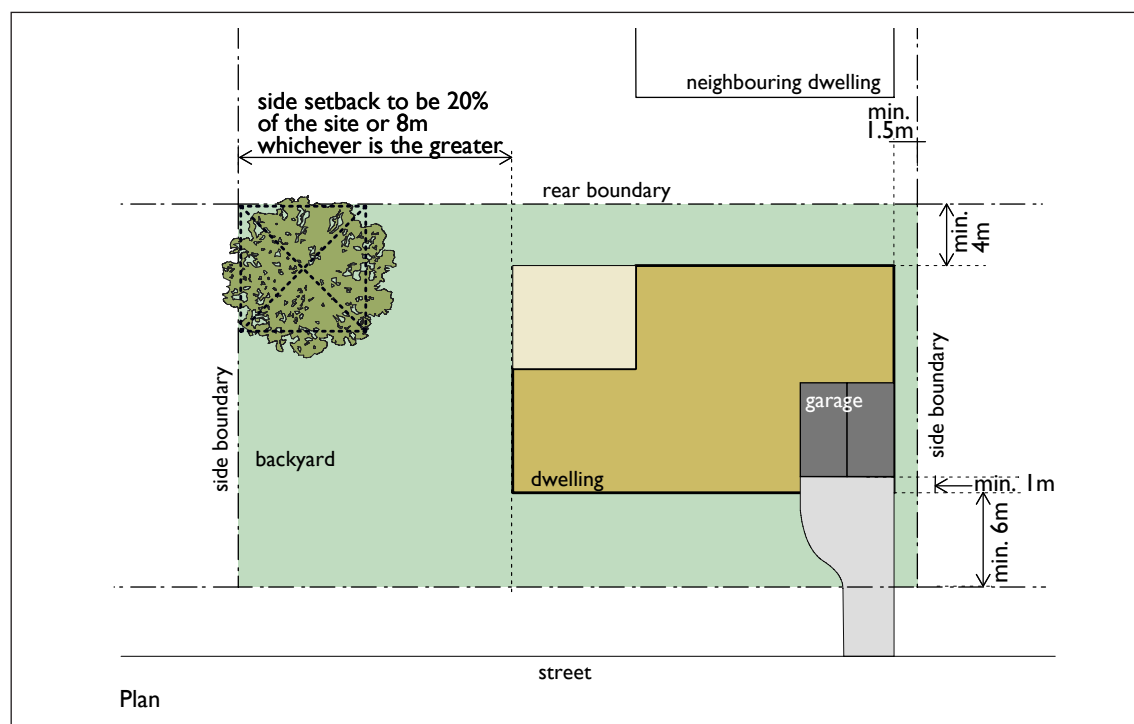 neighbouring dwelling
side setback to be 20%
of the site or 8m
whichever is the greater
min.
1.5m
rear boundary
min.
4m
side boundary
garage
side boundary
backyard
dwelling
min. 1m
min. 6m
street
Plan